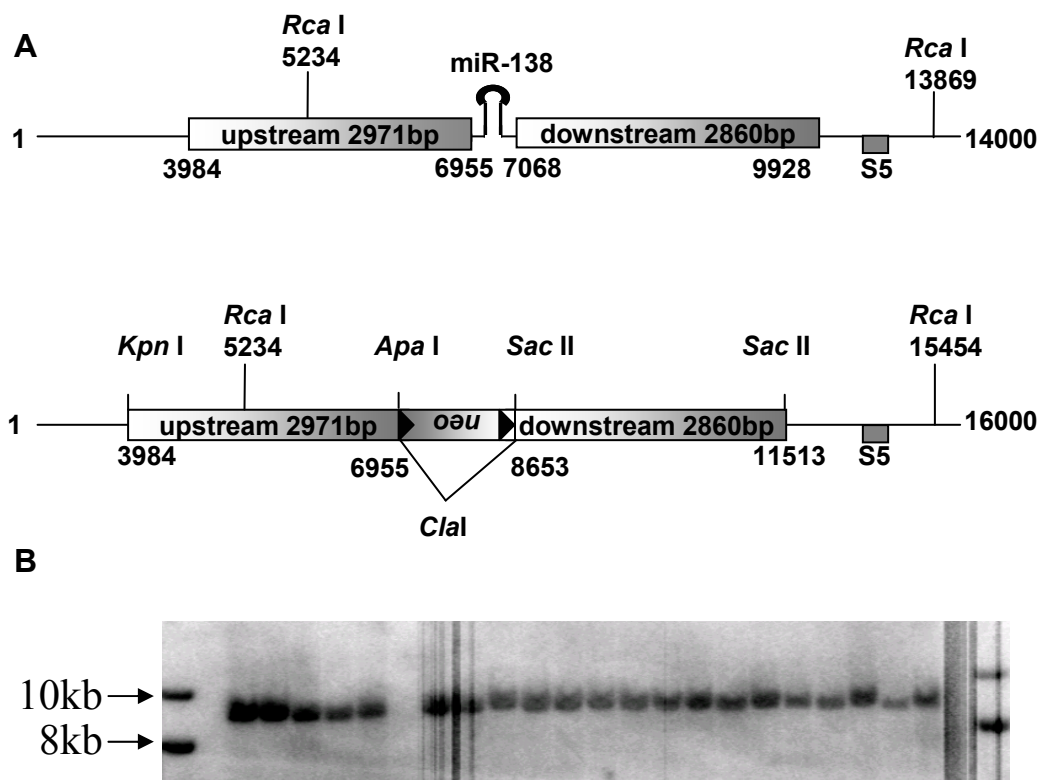 A
Rca I
5234
miR-138
Rca I
13869
1
upstream 2971bp
downstream 2860bp
14000
3984
6955
7068
9928
S5
Kpn I
Rca I
5234
Apa I
Sac II
Sac II
Rca I
15454
1
upstream 2971bp
neo
downstream 2860bp
16000
3984
6955
8653
11513
S5
ClaI
B
10kb
8kb